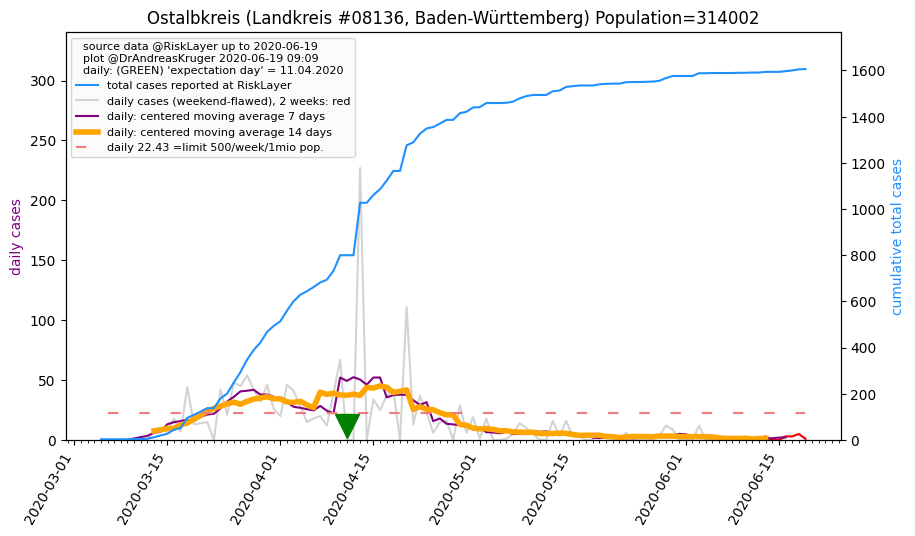 Ostalbkreis (Landkreis #08136, Baden-Württemberg) Population=314002
source data @RiskLayer up to 2020-06-19
plot @DrAndreasKruger 2020-06-19 09:09
daily: (GREEN) 'expectation day' = 11.04.2020
total cases reported at RiskLayer
daily cases (weekend-flawed), 2 weeks: red
daily: centered moving average 7 days
daily: centered moving average 14 days
daily 22.43 =limit 500/week/1mio pop.
daily cases
300
250
200
150
100
50
0
1600
1400
1200
1000
800
600
400
200
0
cumulative total cases
2020-03-01
2020-03-15
2020-04-01
2020-04-15
2020-05-01
2020-05-15
2020-06-01
2020-06-15